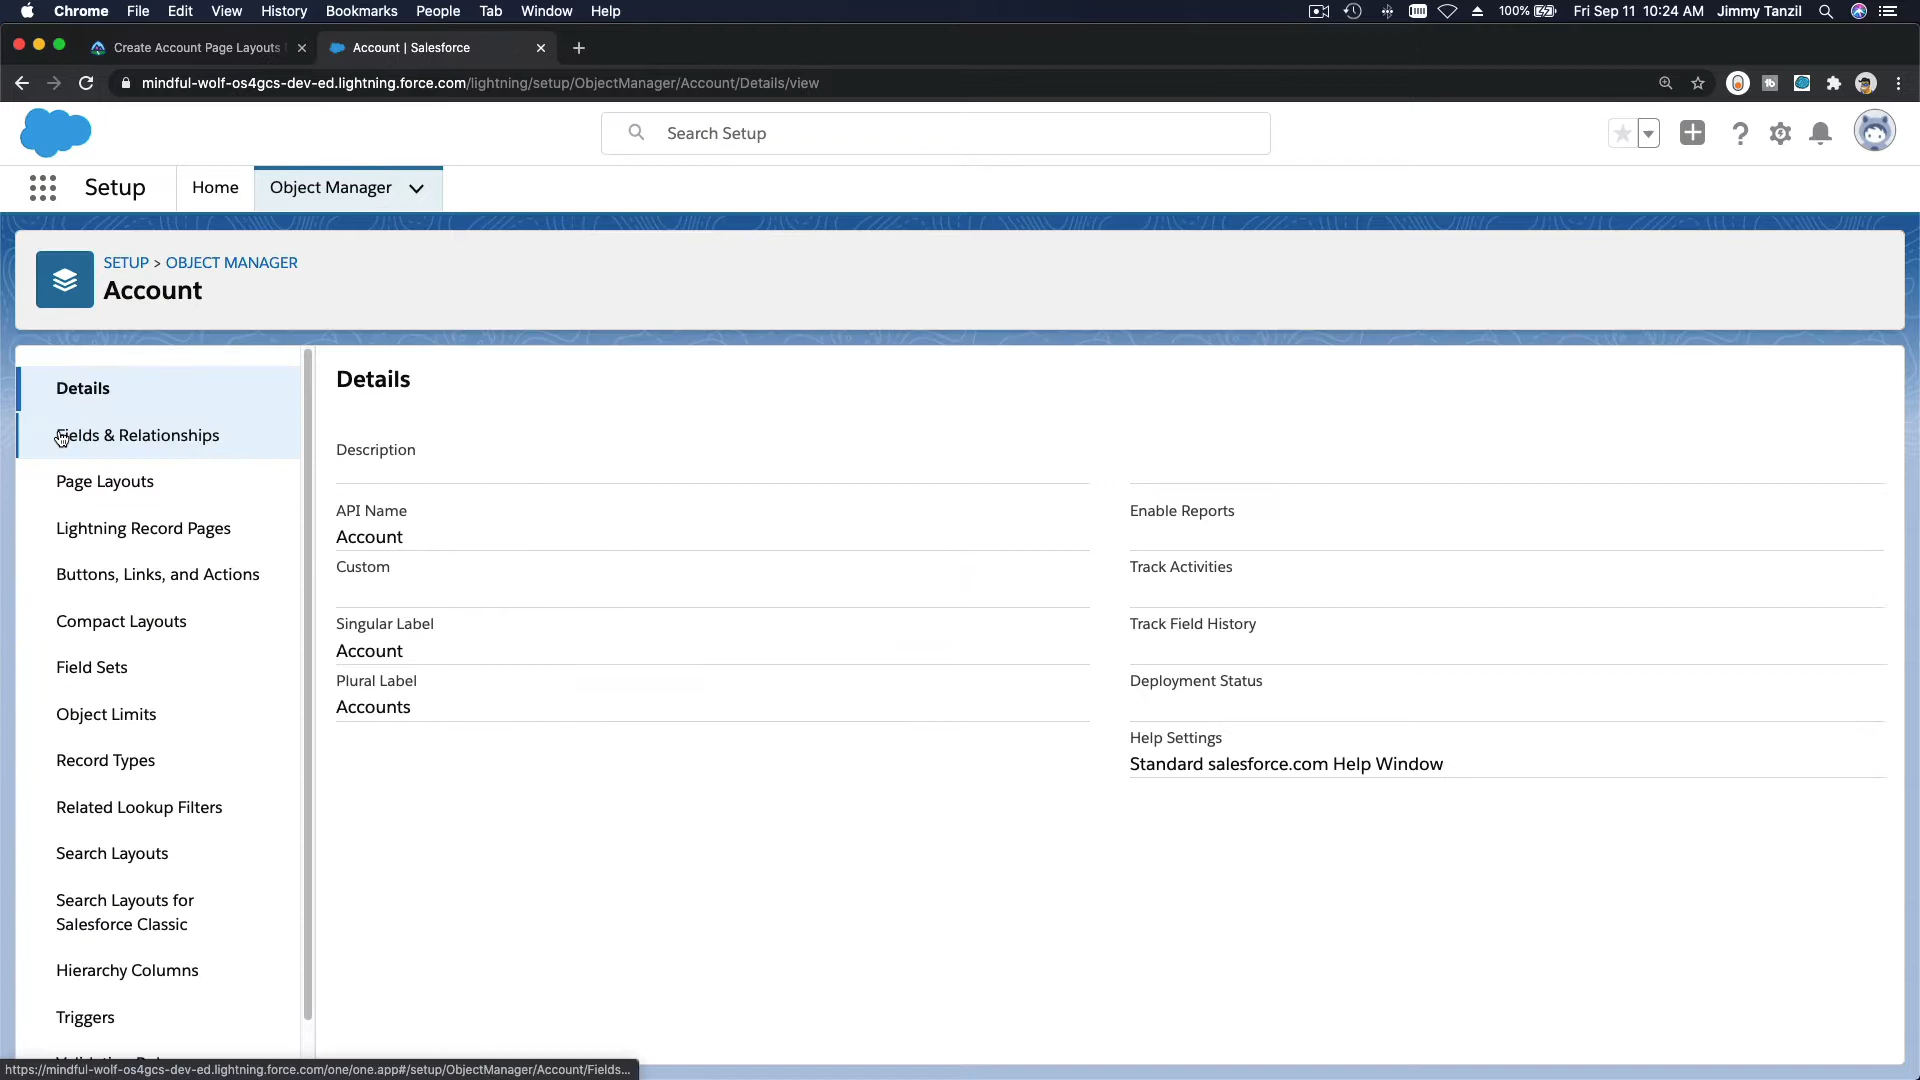 Chrome File Edit View History Bookmarks People Tab Window Help 100% Fri Sep 11 10:24 AM Jimmy Tanzil
Create Account Page Layouts Account | Salesforce
mindful-wolf-os4gcs-dev-ed.lightning.force.com/lightning/setup/ObjectManager/Account/Details/view
Search Setup
Setup Home Object Manager
SETUP > OBJECT MANAGER
Account
Details
Fields & Relationships
Page Layouts
Lightning Record Pages
Buttons, Links, and Actions
Compact Layouts
Field Sets
Object Limits
Record Types
Related Lookup Filters
Search Layouts
Search Layouts for
Salesforce Classic
Hierarchy Columns
Triggers
Details
Description
API Name
Account
Custom
Singular Label
Account
Plural Label
Accounts
Enable Reports
Track Activities
Track Field History
Deployment Status
Help Settings
Standard salesforce.com Help Window
https://mindful-wolf-os4gcs-dev-ed.lightning.force.com/one/one.app#/setup/ObjectManager/Account/Fields...